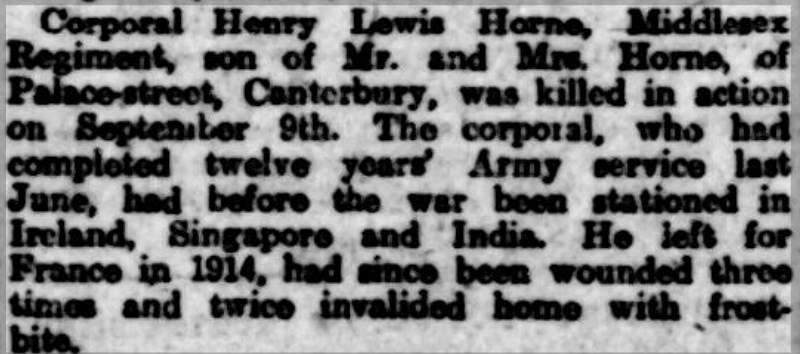 Corporal Henry Lewis Horne, Middlesex
Regiment, son of Mr. and Mrs. Horne, of
Palace-street, Canterbury, was killed in action
on September 9th. The corporal, who had
completed twelve years' Army service last
June, had before the war been stationed in
Ireland, Singapore and India. He left for
France in 1914, had since been wounded three
times and twice invalided home with frost-
bite.